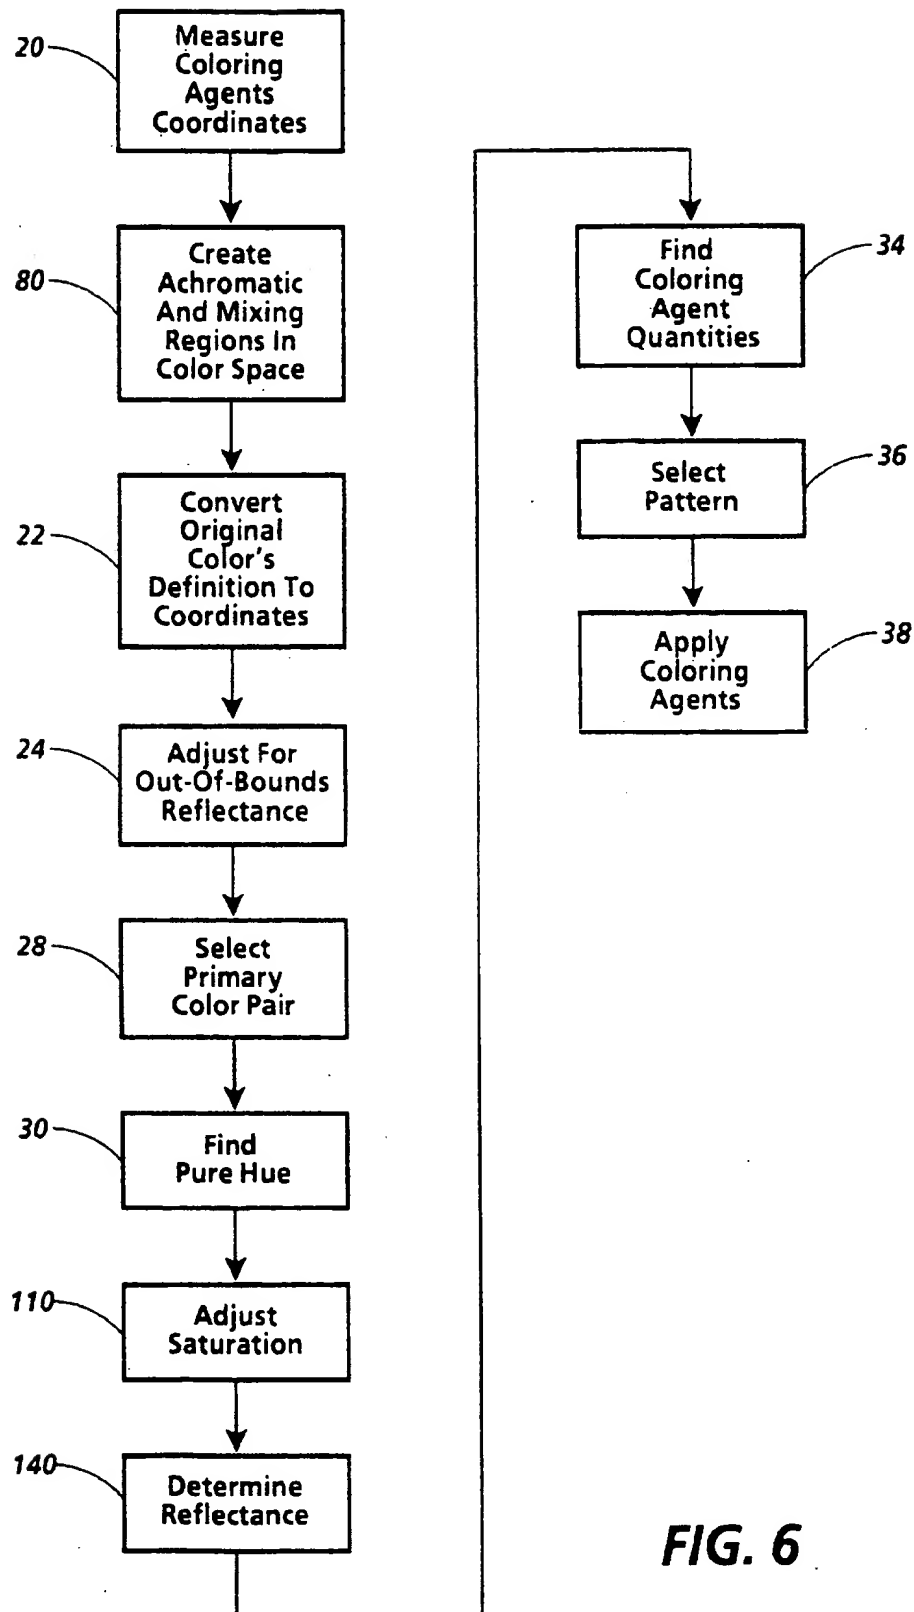 20
Measure
Coloring
Agents
Coordinates
80
Create
Achromatic
And Mixing
Regions In
Color Space
22
Convert
Original
Color's
Definition To
Coordinates
24
Adjust For
Out-Of-Bounds
Reflectance
28
Select
Primary
Color Pair
30
Find
Pure Hue
110
Adjust
Saturation
140
Determine
Reflectance
34
Find
Coloring
Agent
Quantities
36
Select
Pattern
38
Apply
Coloring
Agents
FIG. 6